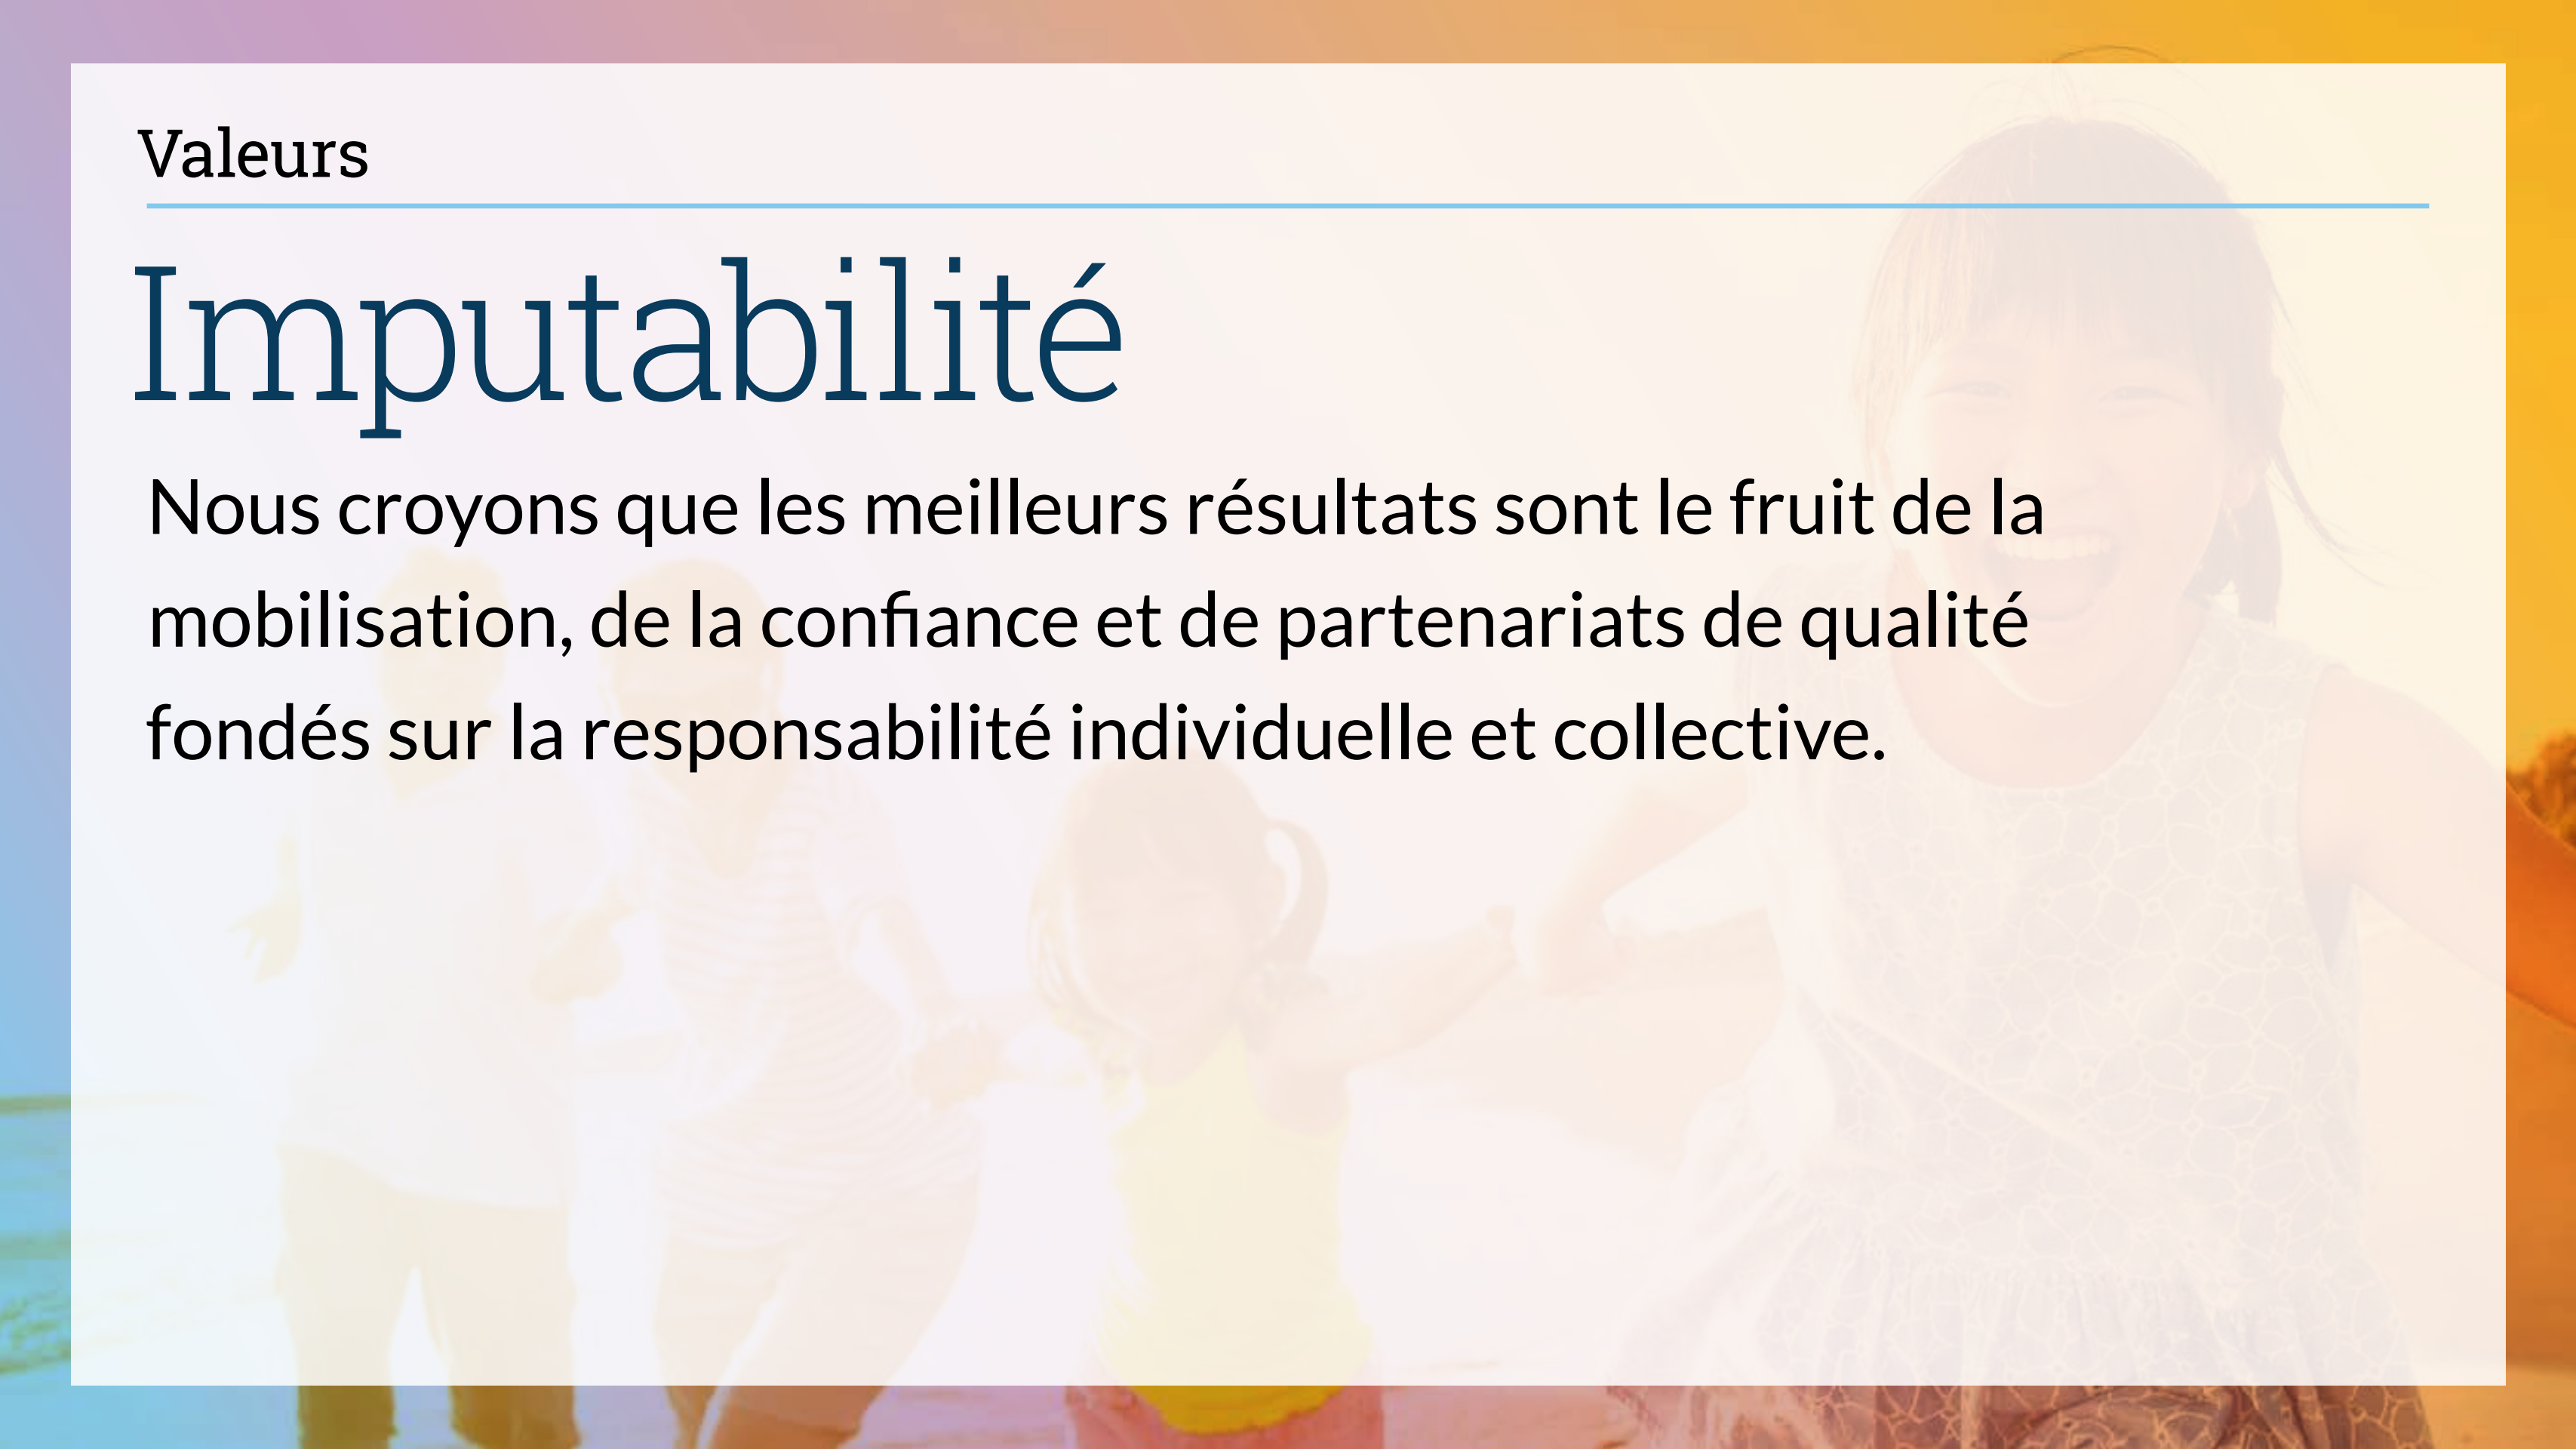 Valeurs
Imputabilité
Nous croyons que les meilleurs résultats sont le fruit de la
mobilisation, de la confiance et de partenariats de qualité
fondés sur la responsabilité individuelle et collective.